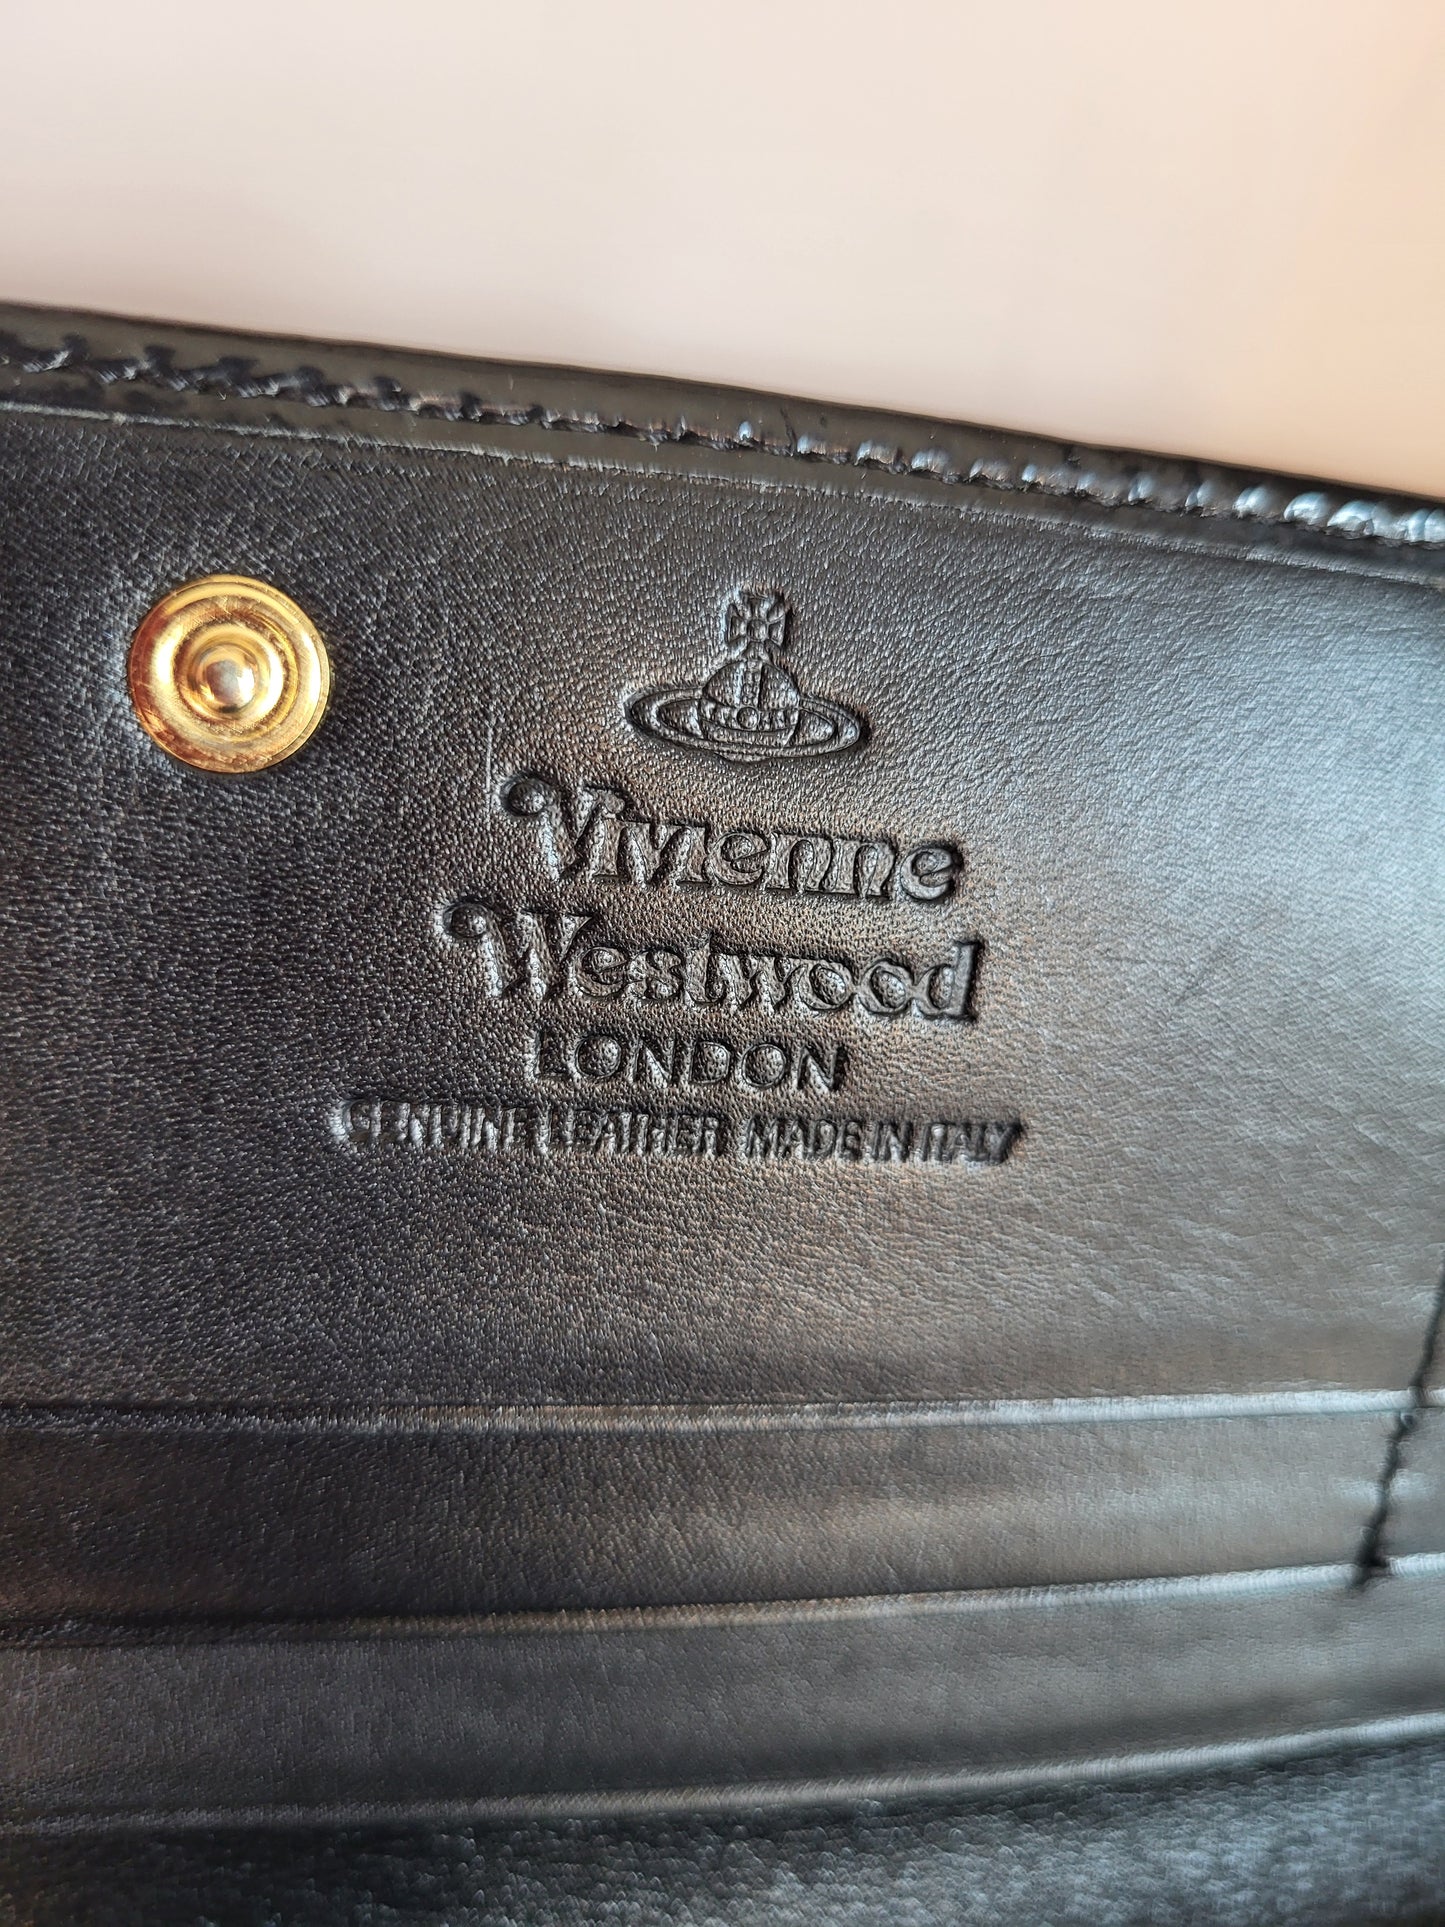 Vivienne
Westwood
LONDON
GENUINE LEATHER MADE IN ITALY